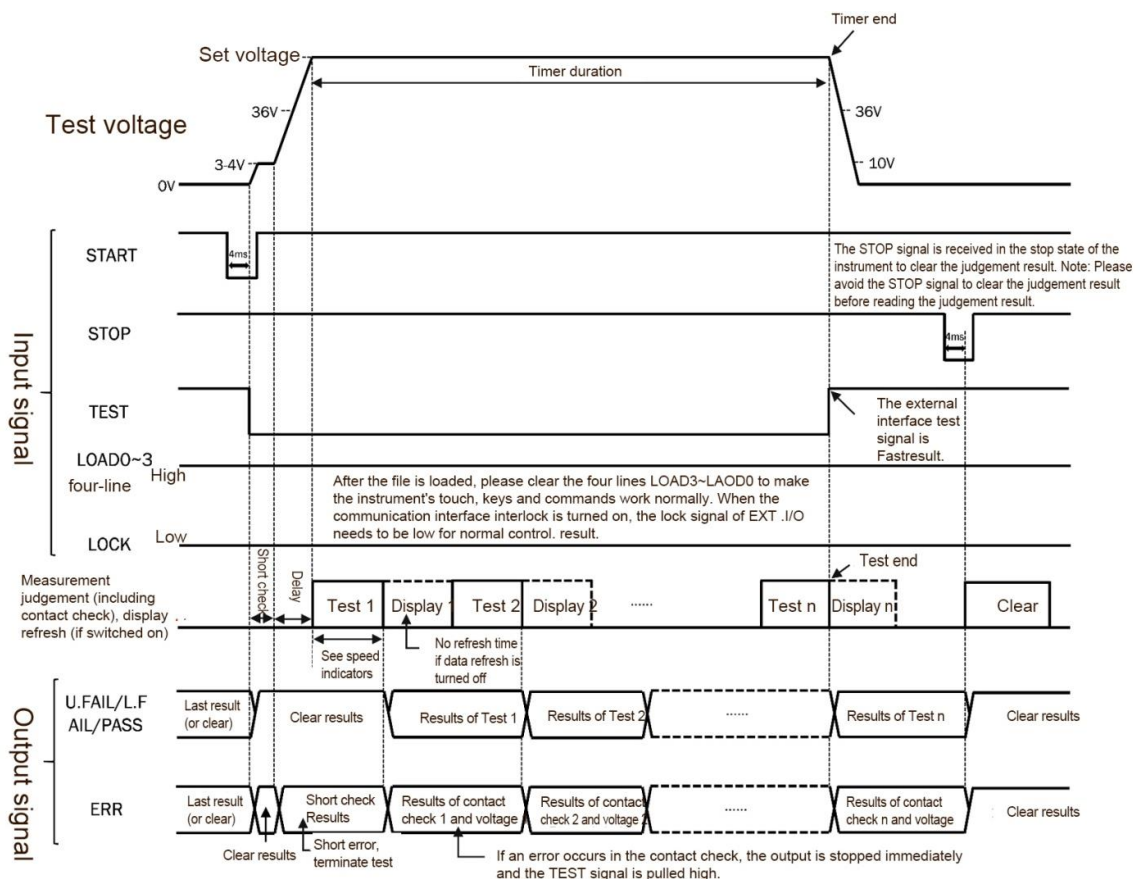 Timer end
Set voltage
Timer duration
36V
36V
Test voltage
3-4V
10V
0V
Input signal
START
4ms
The STOP signal is received in the stop state of the
instrument to clear the judgement result. Note: Please
avoid the STOP signal to clear the judgement result
before reading the judgement result.
STOP
4ms
TEST
The external
interface test
signal is
Fastresult.
LOAD0~3
four-line
High
After the file is loaded, please clear the four lines LOAD3~LAOD0 to make
the instrument's touch, keys and commands work normally. When the
communication interface interlock is turned on, the lock signal of EXT .I/O
needs to be low for normal control. result.
LOCK
Low
Short check
Delay
Test end
Measurement
judgement (including
contact check), display
refresh (if switched on)
Test 1
Display 1
Test 2
Display 2
......
Test n
Display n
Clear
See speed
indicators
No refresh time
if data refresh is
turned off
Output signal
U.FAIL/L.F
AIL/PASS
Last result
(or clear)
Clear results
Results of Test 1
Results of Test 2
......
Results of Test n
Clear results
ERR
Last result
(or clear)
Short check
Results
Results of contact
check 1 and voltage 1
Results of contact
check 2 and voltage 2
......
Results of contact
check n and voltage
Clear results
Clear results
Short error,
terminate test
If an error occurs in the contact check, the output is stopped immediately
and the TEST signal is pulled high.